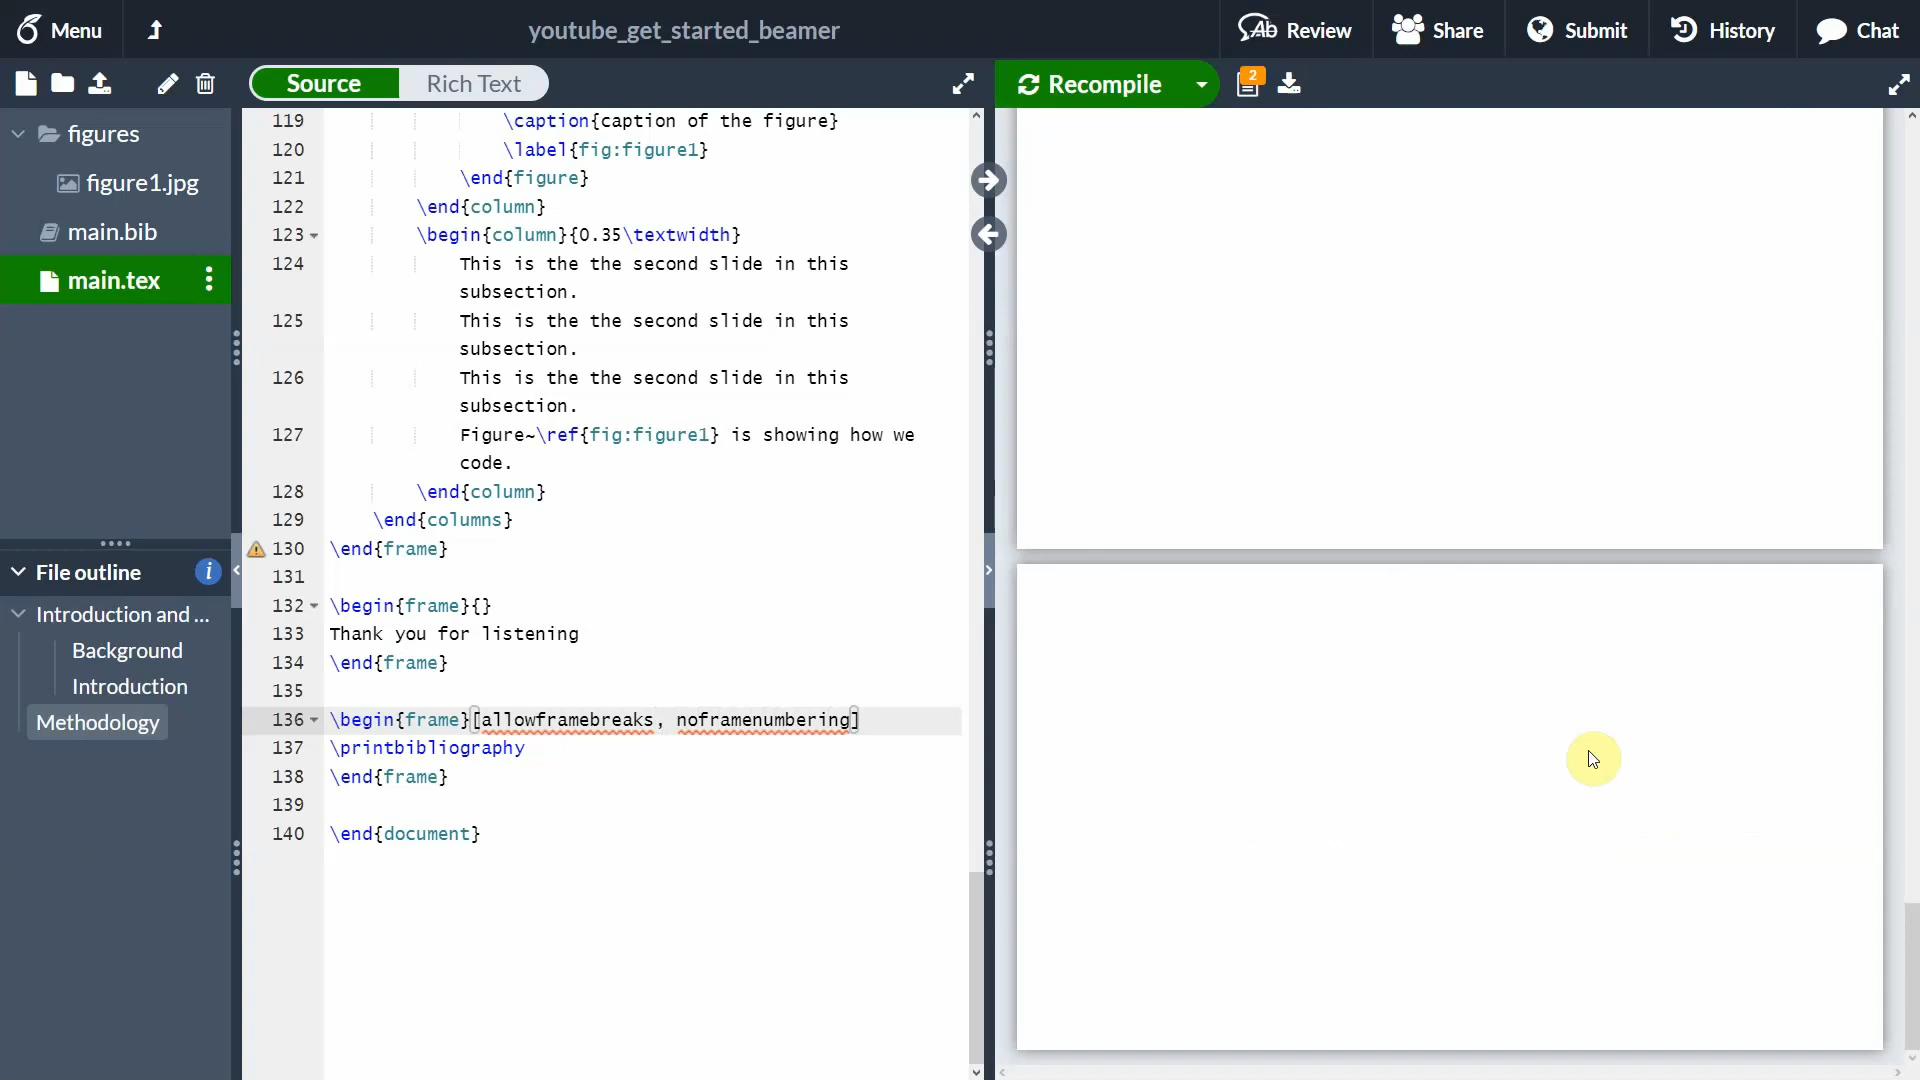 Menu
youtube_get_started_beamer
Review
Share
Submit
History
Chat
Source
Rich Text
Recompile
2
figures
figure1.jpg
main.bib
main.tex
File outline
Introduction and ...
Background
Introduction
Methodology
119 \caption{caption of the figure}
120 \label{fig:figure1}
121 \end{figure}
122 \end{column}
123 \begin{column}{0.35\textwidth}
124 This is the the second slide in this
subsection.
125 This is the the second slide in this
subsection.
126 This is the the second slide in this
subsection.
127 Figure~\ref{fig:figure1} is showing how we
code.
128 \end{column}
129 \end{columns}
130 \end{frame}
131
132 \begin{frame}{}
133 Thank you for listening
134 \end{frame}
135
136 \begin{frame}[allowframebreaks, noframenumbering]
137 \printbibliography
138 \end{frame}
139
140 \end{document}